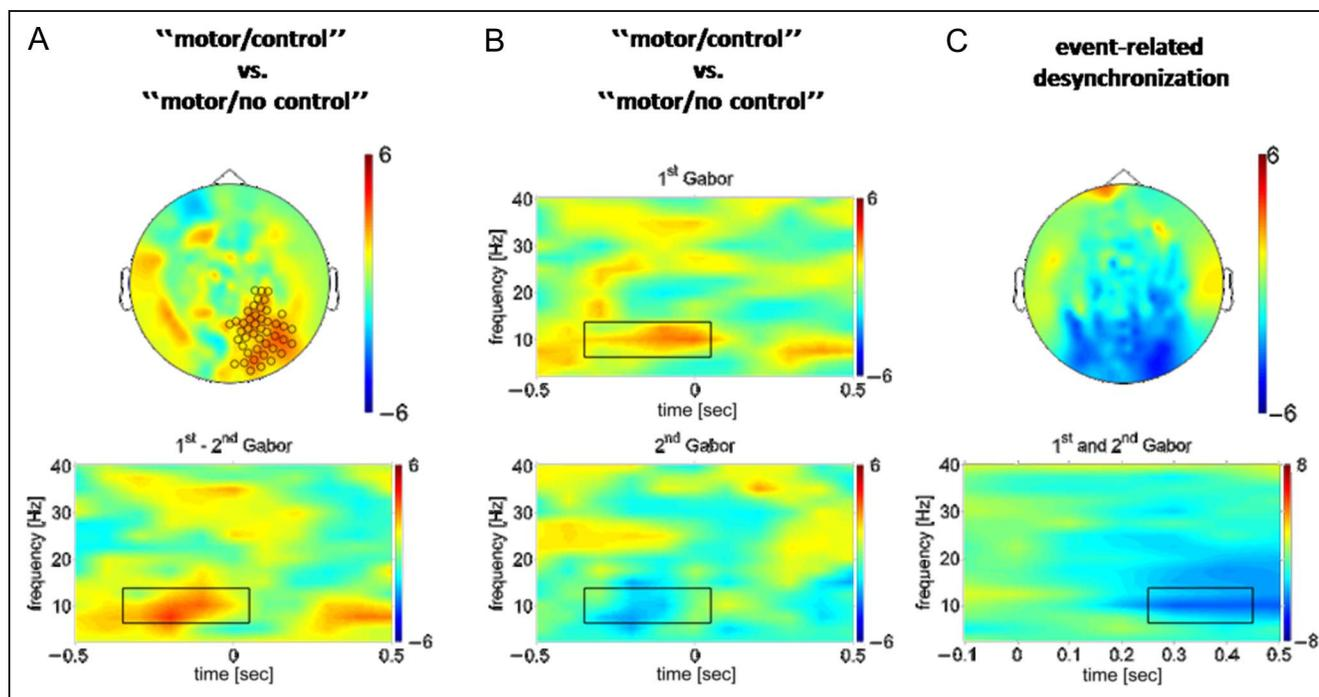 A
“motor/control”
vs.
“motor/no control”
6
−6
1st - 2nd Gabor
frequency [Hz]
40
30
20
10
−0.5
0
0.5
time [sec]
6
−6
B
“motor/control”
vs.
“motor/no control”
1st Gabor
frequency [Hz]
40
30
20
10
−0.5
0
0.5
time [sec]
6
−6
2nd Gabor
frequency [Hz]
40
30
20
10
−0.5
0
0.5
time [sec]
6
−6
C
event-related
desynchronization
6
−6
1st and 2nd Gabor
frequency [Hz]
40
30
20
10
−0.1
0
0.1
0.2
0.3
0.4
0.5
time [sec]
8
−8